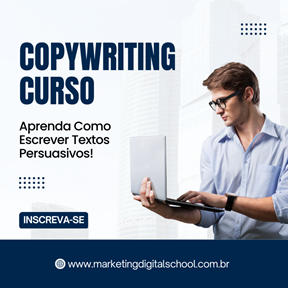 COPYWRITING
CURSO
Aprenda Como
Escrever Textos
Persuasivos!
INSCREVA-SE
www.marketingdigitalschool.com.br